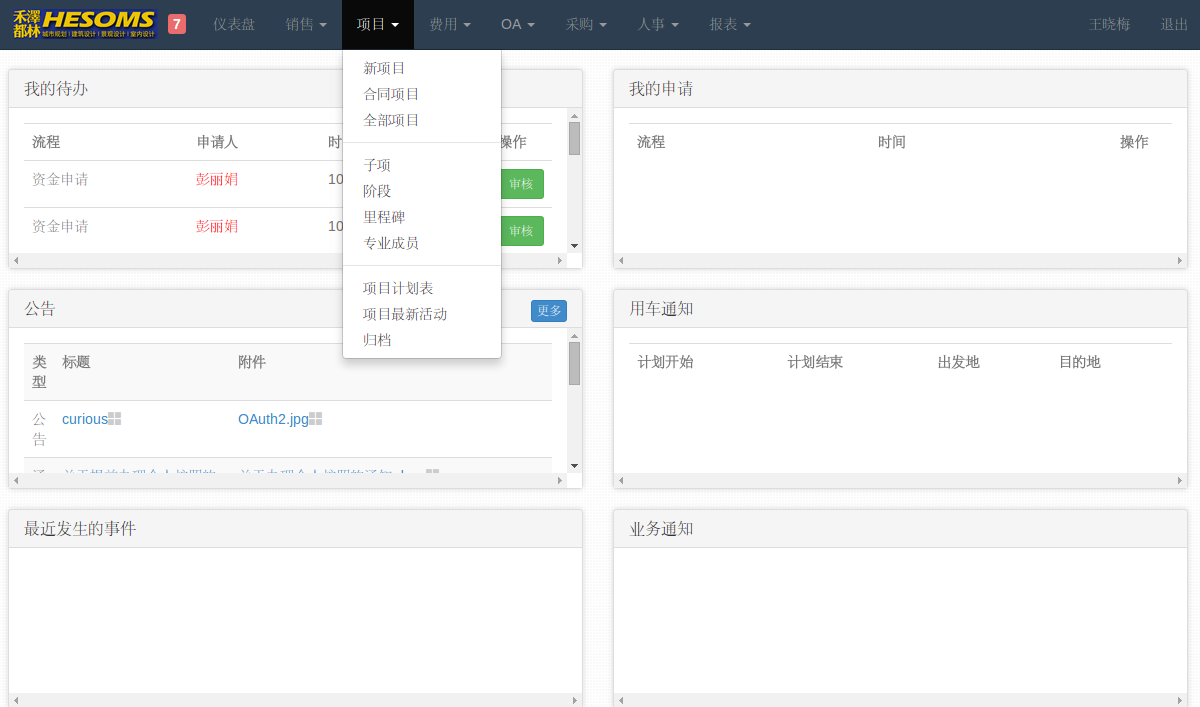 禾澤都林 HESOMS 城市规划 | 建筑设计 | 景观设计 | 室内设计 7 仪表盘 销售 项目 费用 OA 采购 人事 报表 王晓梅 退出
新项目
合同项目
全部项目
子项
阶段
里程碑
专业成员
项目计划表
项目最新活动
归档
我的待办
流程 申请人 时 操作
资金申请 彭丽娟 10 审核
资金申请 彭丽娟 10 审核
我的申请
流程 时间 操作
公告 更多
类型 标题 附件
公告 curious OAuth2.jpg
用车通知
计划开始 计划结束 出发地 目的地
最近发生的事件
业务通知